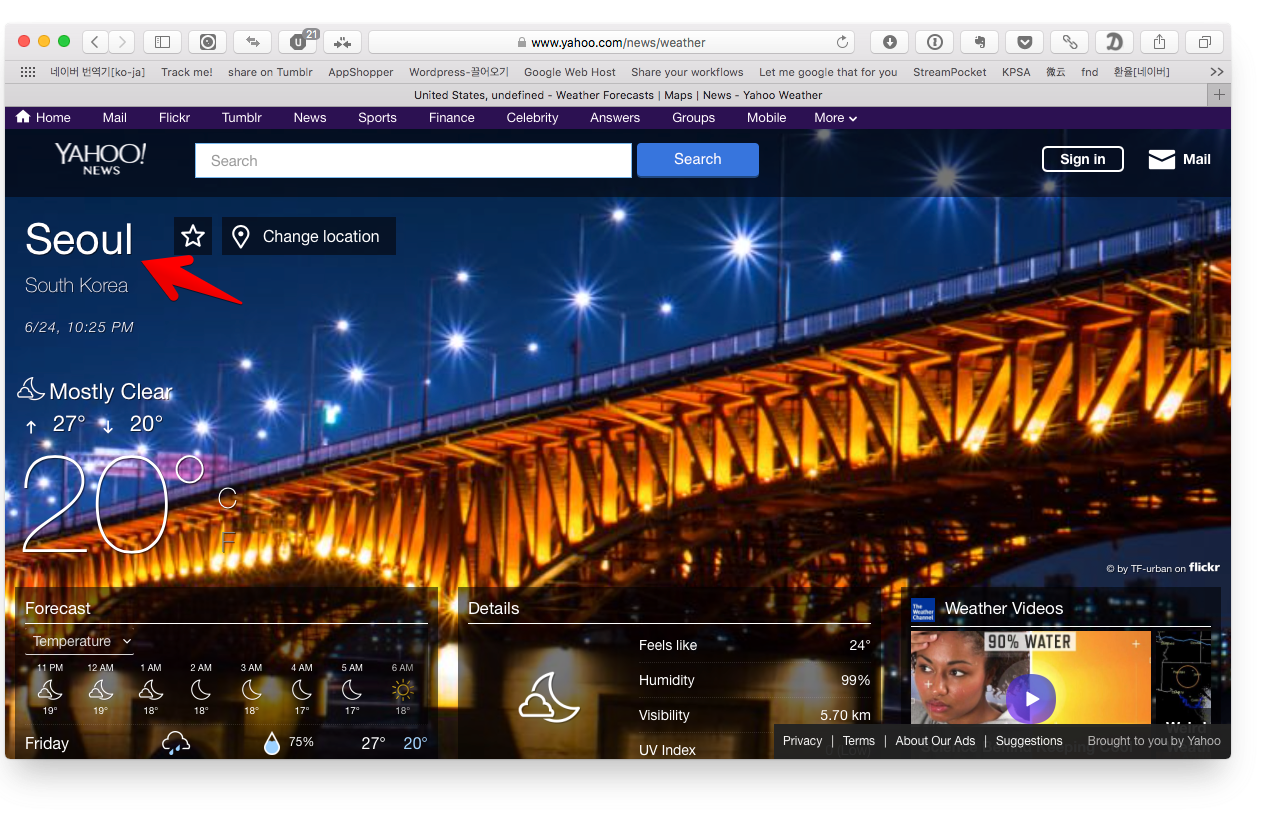 21
www.yahoo.com/news/weather
네이버 번역기[ko-ja] Track me! share on Tumblr AppShopper Wordpress-끌어오기 Google Web Host Share your workflows Let me google that for you StreamPocket KPSA 微云 fnd 환율[네이버] >>
United States, undefined - Weather Forecasts | Maps | News - Yahoo Weather
Home Mail Flickr Tumblr News Sports Finance Celebrity Answers Groups Mobile More
YAHOO!
NEWS
Search Search Sign in Mail
Seoul Change location
South Korea
6/24, 10:25 PM
Mostly Clear
↑ 27° ↓ 20°
20° C
F
© by TF-urban on flickr
Forecast
Temperature
11 PM 12 AM 1 AM 2 AM 3 AM 4 AM 5 AM 6 AM
19° 19° 18° 18° 18° 17° 17° 18°
Friday 75% 27° 20°
Details
Feels like 24°
Humidity 99%
Visibility 5.70 km
UV Index
The Weather Channel
Weather Videos
90% WATER
Privacy | Terms | About Our Ads | Suggestions Brought to you by Yahoo